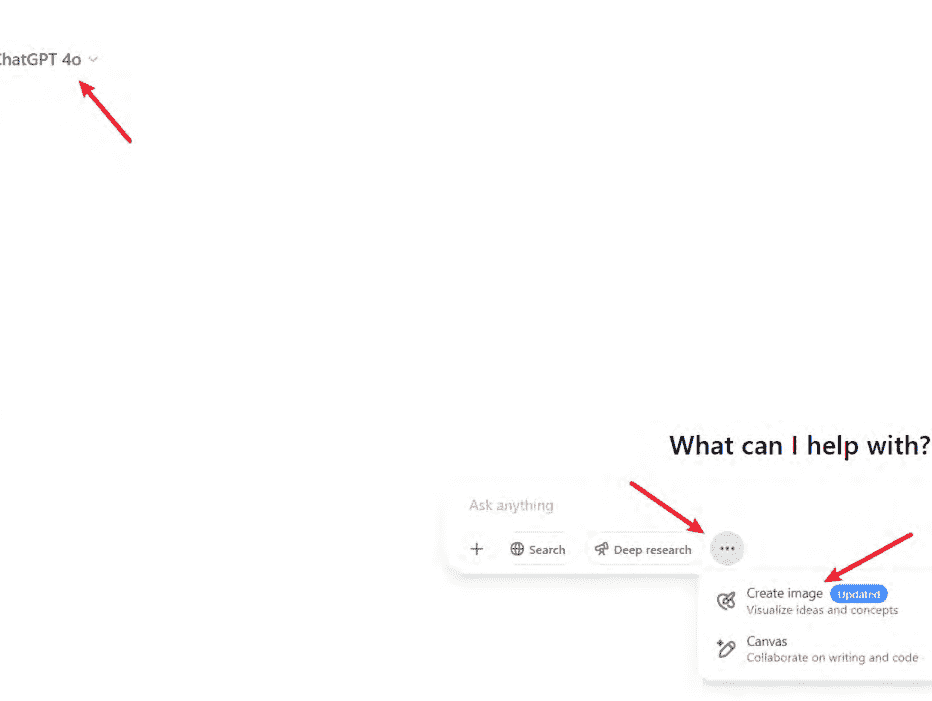 ChatGPT 4o
What can I help with?
Ask anything
Search
Deep research
Create image Updated
Visualize ideas and concepts
Canvas
Collaborate on writing and code